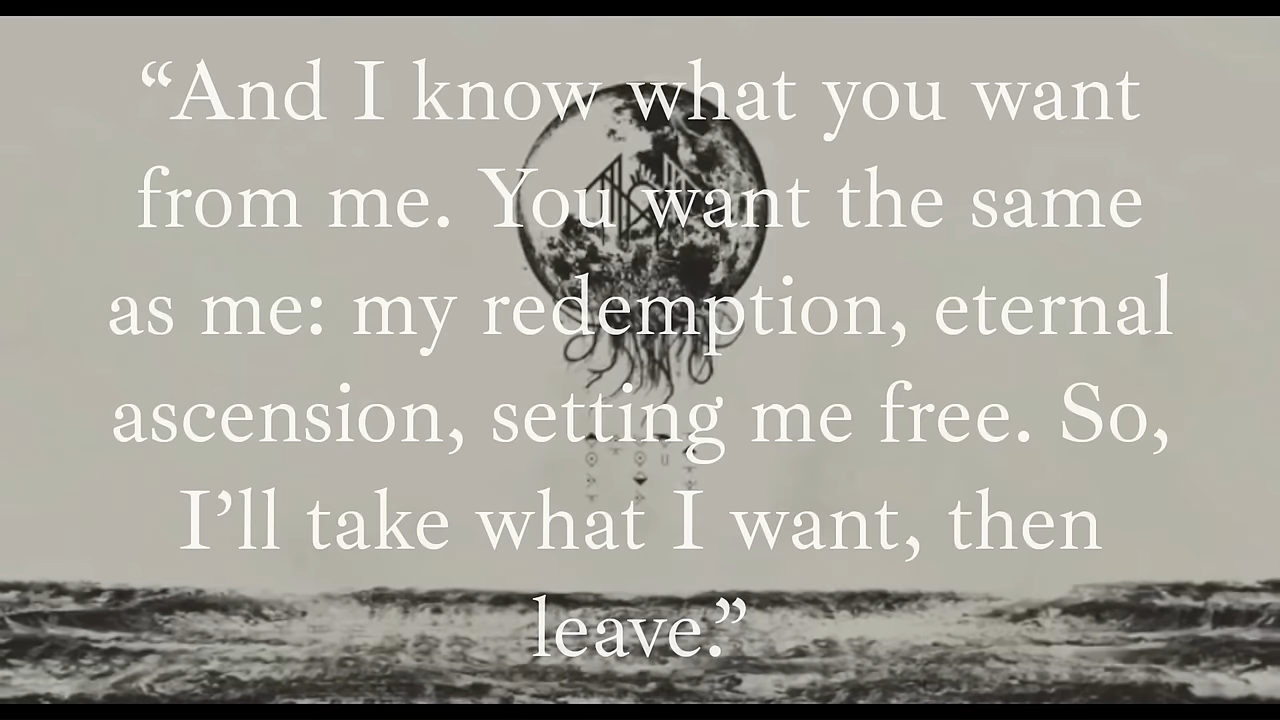 “And I know what you want
from me. You want the same
as me: my redemption, eternal
ascension, setting me free. So,
I’ll take what I want, then
leave.”